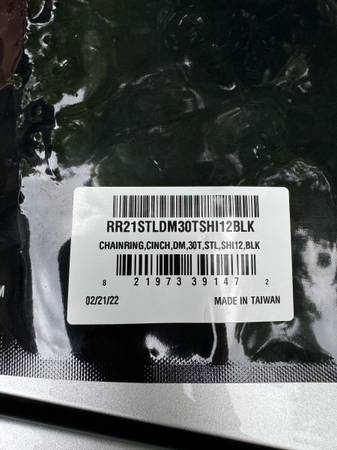 RR21STLDM30TSHI12BLK
CHAINRING,CINCH,DM,30T,STL,SHI12,BLK
8 21973 39147 2
02/21/22 MADE IN TAIWAN
M